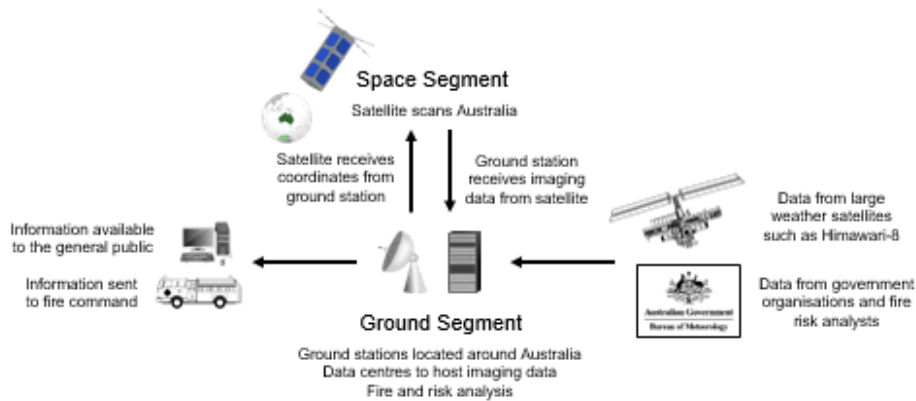 Space Segment
Satellite scans Australia
Satellite receives
coordinates from
ground station
Ground station
receives imaging
data from satellite
Information available
to the general public
Information sent
to fire command
Data from large
weather satellites
such as Himawari-8
Australian Government
Bureau of Meteorology
Data from government
organisations and fire
risk analysts
Ground Segment
Ground stations located around Australia
Data centres to host imaging data
Fire and risk analysis